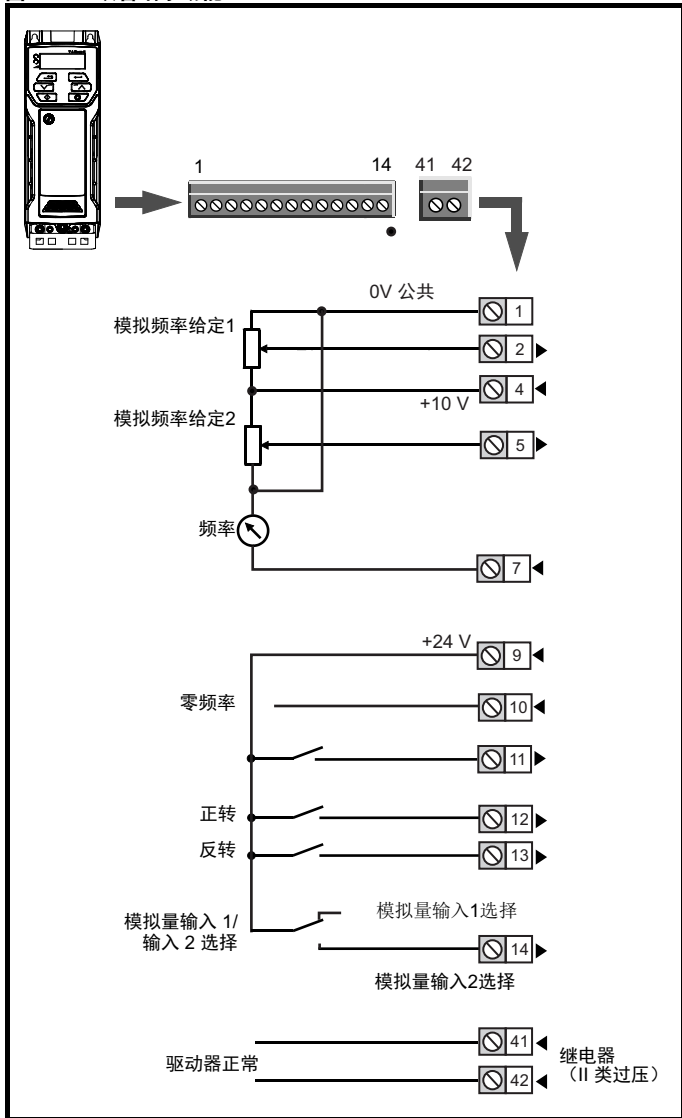 1 14 41 42
0V 公共
1
模拟频率给定1
2
4
+10 V
模拟频率给定2
5
频率
7
+24 V
9
零频率
10
11
正转
12
反转
13
模拟量输入 1/
输入 2 选择
模拟量输入1选择
14
模拟量输入2选择
41
驱动器正常
继电器
（II 类过压）
42